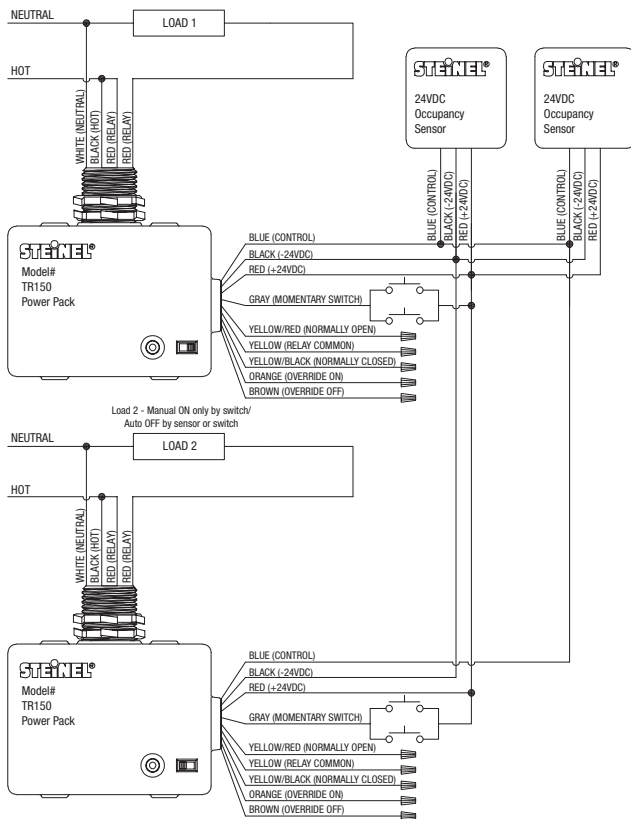 NEUTRAL
LOAD 1
HOT
WHITE (NEUTRAL)
BLACK (HOT)
RED (RELAY)
RED (RELAY)
STEINEL®
24VDC
Occupancy
Sensor
STEINEL®
24VDC
Occupancy
Sensor
BLUE (CONTROL)
BLACK (-24VDC)
RED (+24VDC)
BLUE (CONTROL)
BLACK (-24VDC)
RED (+24VDC)
STEINEL®
Model#
TR150
Power Pack
BLUE (CONTROL)
BLACK (-24VDC)
RED (+24VDC)
GRAY (MOMENTARY SWITCH)
YELLOW/RED (NORMALLY OPEN)
YELLOW (RELAY COMMON)
YELLOW/BLACK (NORMALLY CLOSED)
ORANGE (OVERRIDE ON)
BROWN (OVERRIDE OFF)
Load 2 - Manual ON only by switch/
Auto OFF by sensor or switch
NEUTRAL
LOAD 2
HOT
WHITE (NEUTRAL)
BLACK (HOT)
RED (RELAY)
RED (RELAY)
STEINEL®
Model#
TR150
Power Pack
BLUE (CONTROL)
BLACK (-24VDC)
RED (+24VDC)
GRAY (MOMENTARY SWITCH)
YELLOW/RED (NORMALLY OPEN)
YELLOW (RELAY COMMON)
YELLOW/BLACK (NORMALLY CLOSED)
ORANGE (OVERRIDE ON)
BROWN (OVERRIDE OFF)